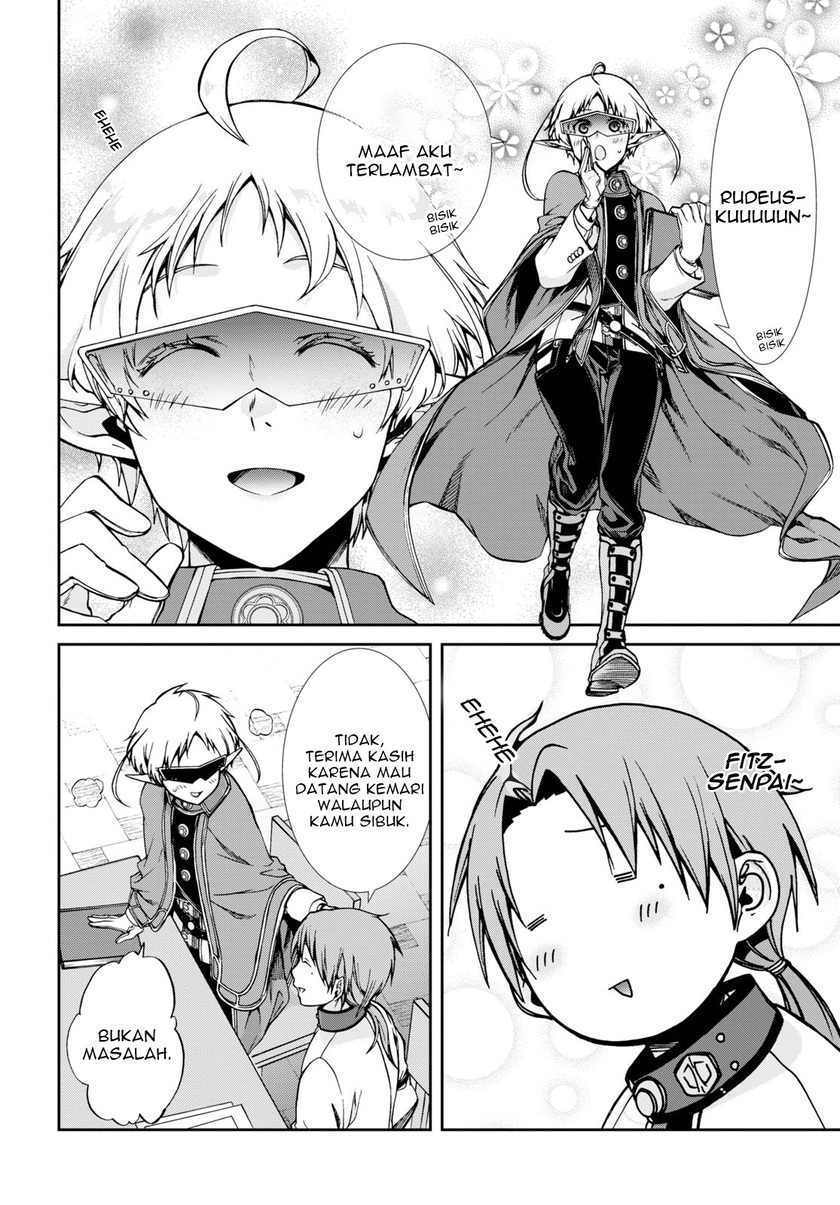 RUDEUS-
KUUUUUN~
BISIK
BISIK
MAAF AKU
TERLAMBAT~
BISIK
BISIK
EHEHE
FITZ-
SENPAI~
EHEHE
TIDAK,
TERIMA KASIH
KARENA MAU
DATANG KEMARI
WALAUPUN
KAMU SIBUK.
BUKAN
MASALAH.